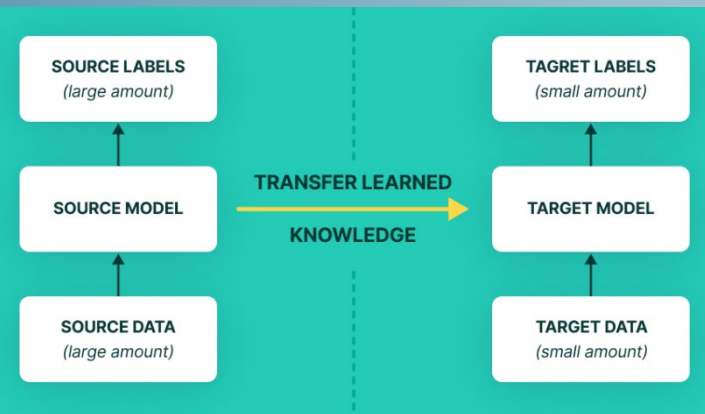 SOURCE LABELS
(large amount)
SOURCE MODEL
SOURCE DATA
(large amount)
TRANSFER LEARNED
KNOWLEDGE
TAGRET LABELS
(small amount)
TARGET MODEL
TARGET DATA
(small amount)